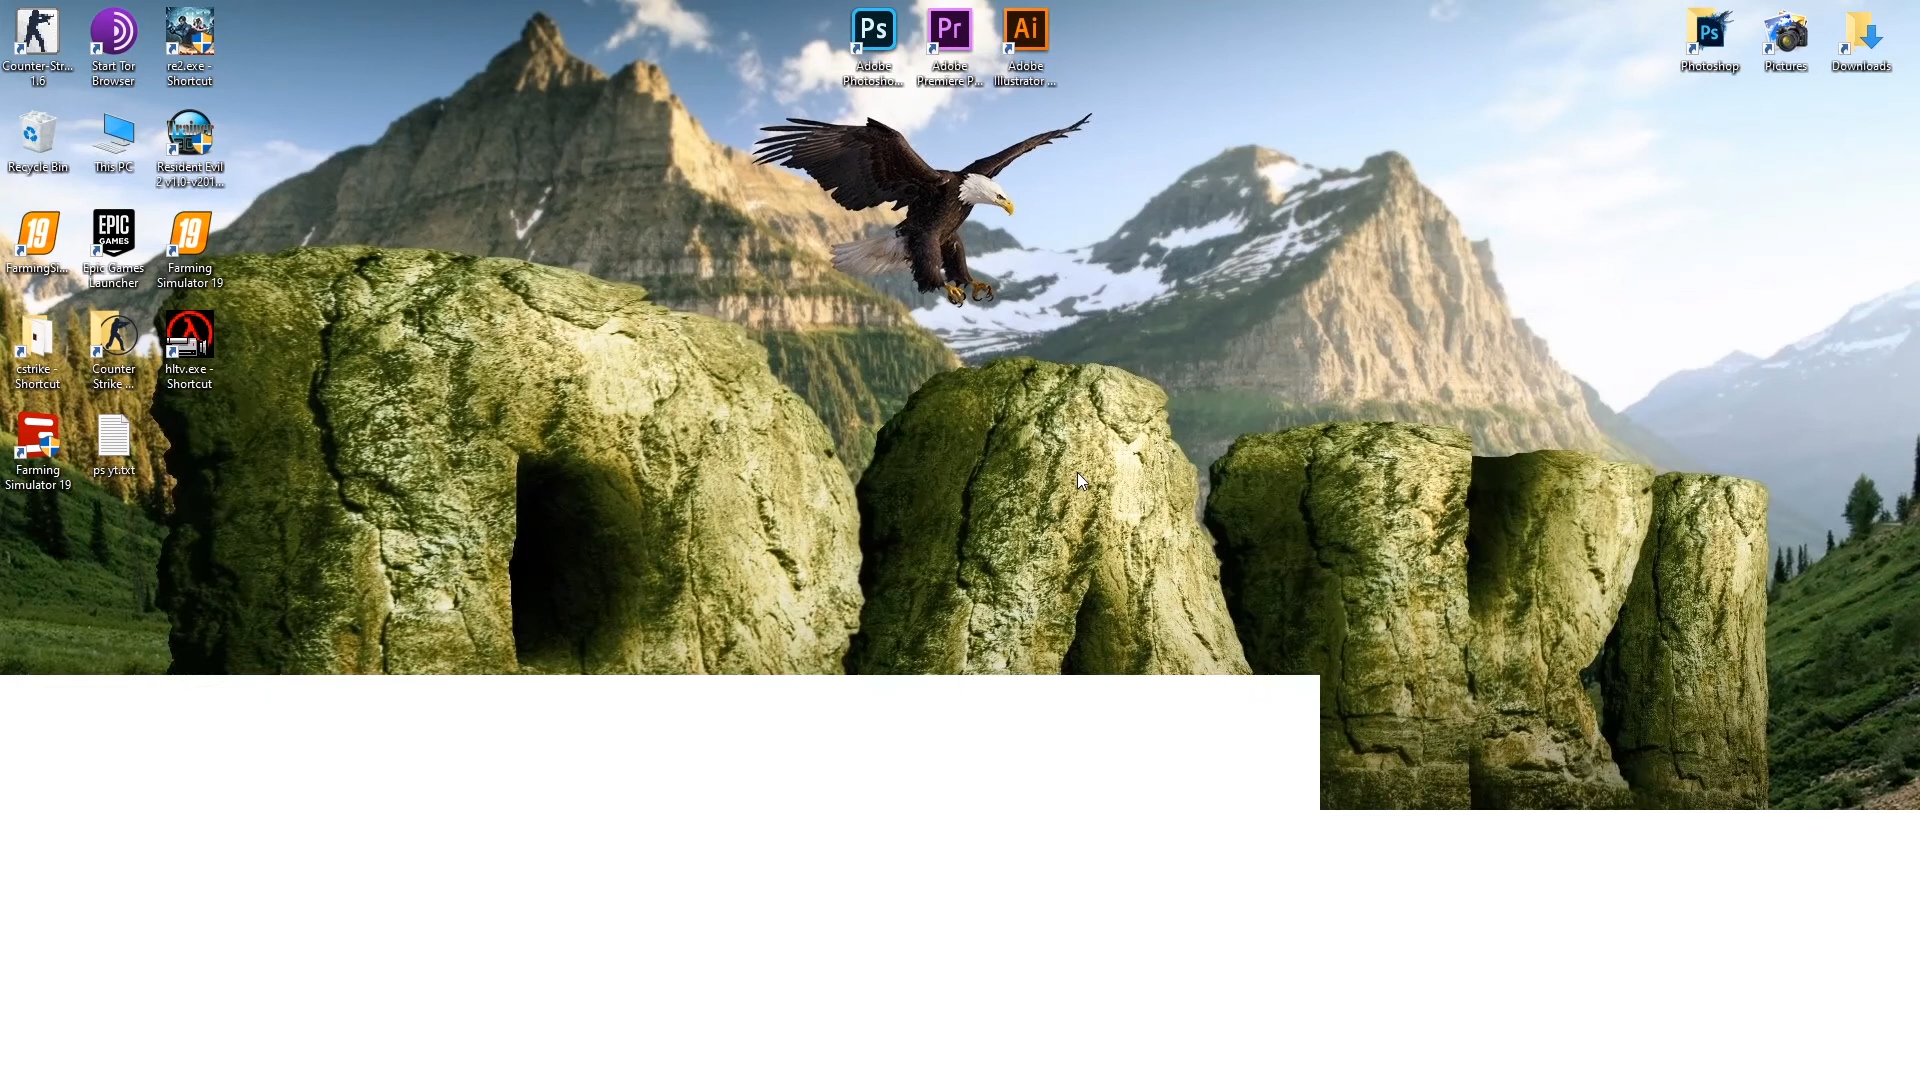 Counter-Str...
1.6
Start Tor
Browser
re2.exe -
Shortcut
Ps
Adobe
Photosho...
Pr
Adobe
Premiere P...
Ai
Adobe
Illustrator ...
Ps
Photoshop
Pictures
Downloads
Recycle Bin
This PC
Trainer
Resident Evil
2 v1.0-v201...
19
FarmingSi...
EPIC
GAMES
Epic Games
Launcher
19
Farming
Simulator 19
cstrike -
Shortcut
Counter
Strike ...
hltv.exe -
Shortcut
Farming
Simulator 19
ps yt.txt